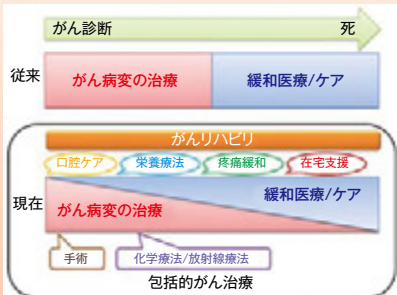 がん診断 死
従来
がん病変の治療 緩和医療/ケア
がんリハビリ
口腔ケア 栄養療法 疼痛緩和 在宅支援
現在
緩和医療/ケア
がん病変の治療
手術 化学療法/放射線療法
包括的がん治療